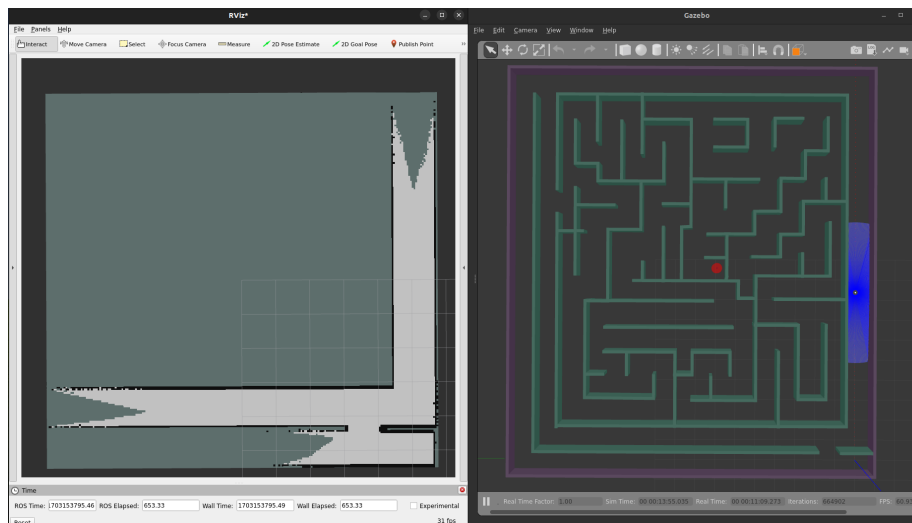 RViz*
File Panels Help
Interact Move Camera Select Focus Camera Measure 2D Pose Estimate 2D Goal Pose Publish Point
Time
ROS Time: 1703153795.46 ROS Elapsed: 653.33 Wall Time: 1703153795.49 Wall Elapsed: 653.33 Experimental
Reset
31 fps
Gazebo
File Edit Camera View Window Help
Real Time Factor: 1.00 Sim Time: 00 00:13:55.035 Real Time: 00 00:11:09.273 Iterations: 664902 FPS: